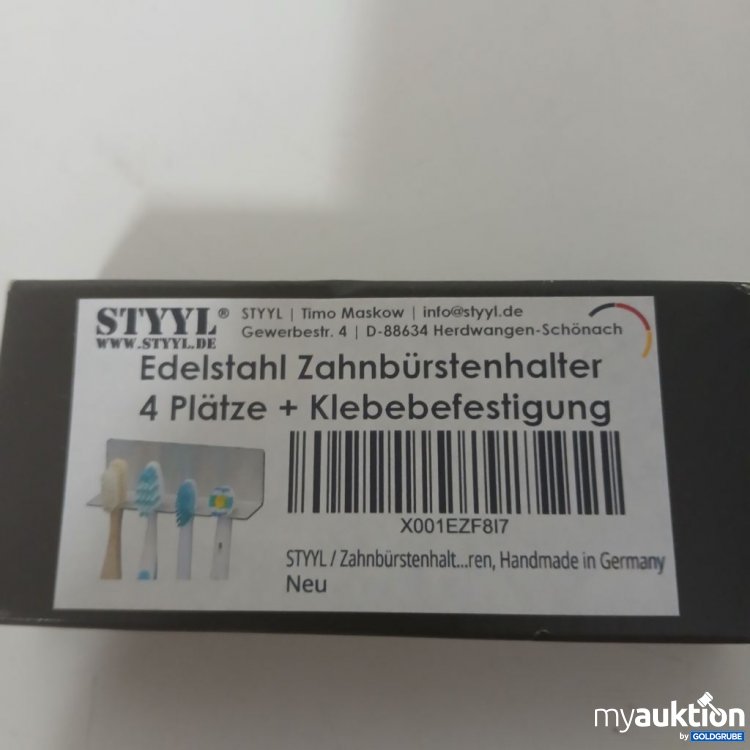 STYYL® STYYL | Timo Maskow | info@styyl.de
WWW.STYYL.DE Gewerbestr. 4 | D-88634 Herdwangen-Schönach
Edelstahl Zahnbürstenhalter
4 Plätze + Klebebefestigung
X001EZF8I7
STYYL / Zahnbürstenhalt...ren, Handmade in Germany
Neu
myauktion
by GOLDGRUBE